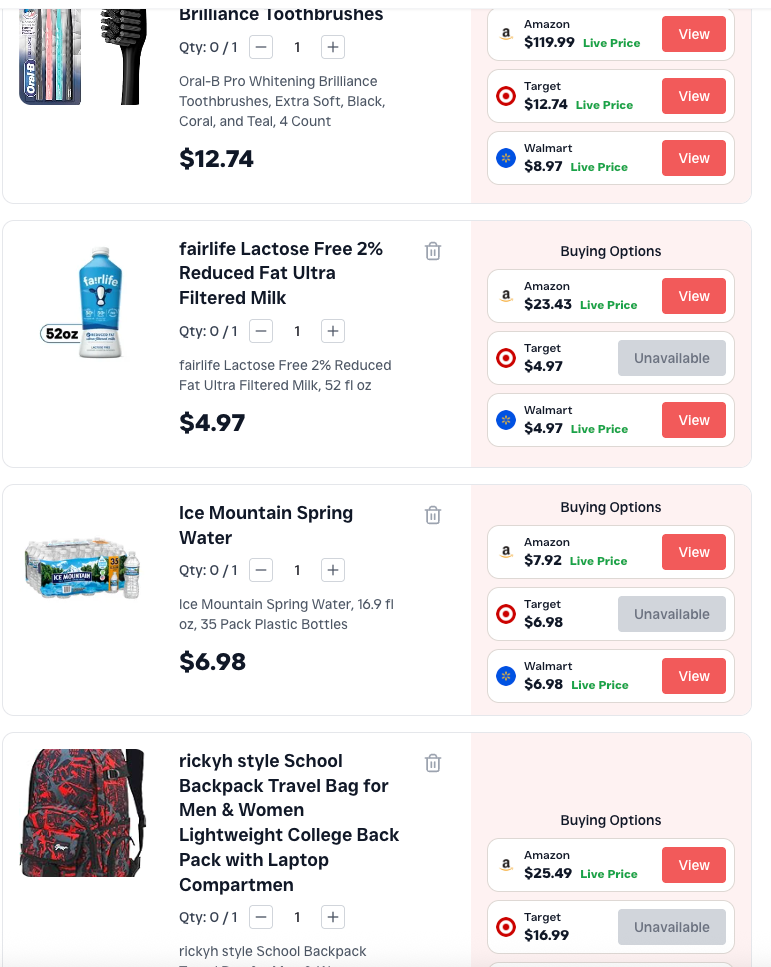 Brilliance Toothbrushes
Qty: 0 / 1 − 1 +
Oral-B Pro Whitening Brilliance
Toothbrushes, Extra Soft, Black,
Coral, and Teal, 4 Count
$12.74
Oral-B
Amazon
$119.99 Live Price
View
Target
$12.74 Live Price
View
Walmart
$8.97 Live Price
View
fairlife
52oz
fairlife Lactose Free 2%
Reduced Fat Ultra
Filtered Milk
Qty: 0 / 1 − 1 +
fairlife Lactose Free 2% Reduced
Fat Ultra Filtered Milk, 52 fl oz
$4.97
Buying Options
Amazon
$23.43 Live Price
View
Target
$4.97
Unavailable
Walmart
$4.97 Live Price
View
ICE MOUNTAIN
35
Ice Mountain Spring
Water
Qty: 0 / 1 − 1 +
Ice Mountain Spring Water, 16.9 fl
oz, 35 Pack Plastic Bottles
$6.98
Buying Options
Amazon
$7.92 Live Price
View
Target
$6.98
Unavailable
Walmart
$6.98 Live Price
View
rickyh style School
Backpack Travel Bag for
Men & Women
Lightweight College Back
Pack with Laptop
Compartmen
Qty: 0 / 1 − 1 +
rickyh style School Backpack
Buying Options
Amazon
$25.49 Live Price
View
Target
$16.99
Unavailable